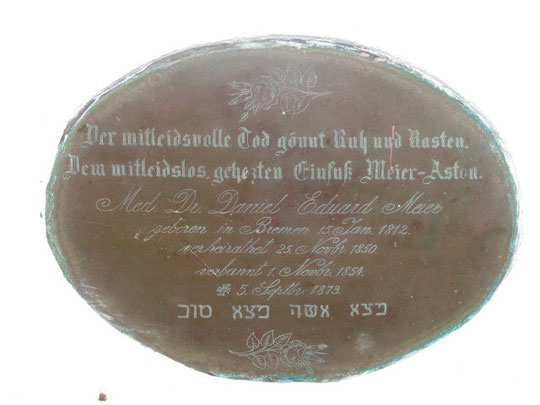 Der mitleidsvolle Tod gönnt Ruh und Rasten,
Dem mitleidslos gehezten Einfuß Meier-Aston.
Med. Dr. Daniel Eduard Meier
geboren in Bremen 15 Jan. 1812.
verheirathet 25. Novbr. 1850.
verbannt 1. Novbr. 1854.
5. Septbr. 1873.
מצא אשה מצא טוב